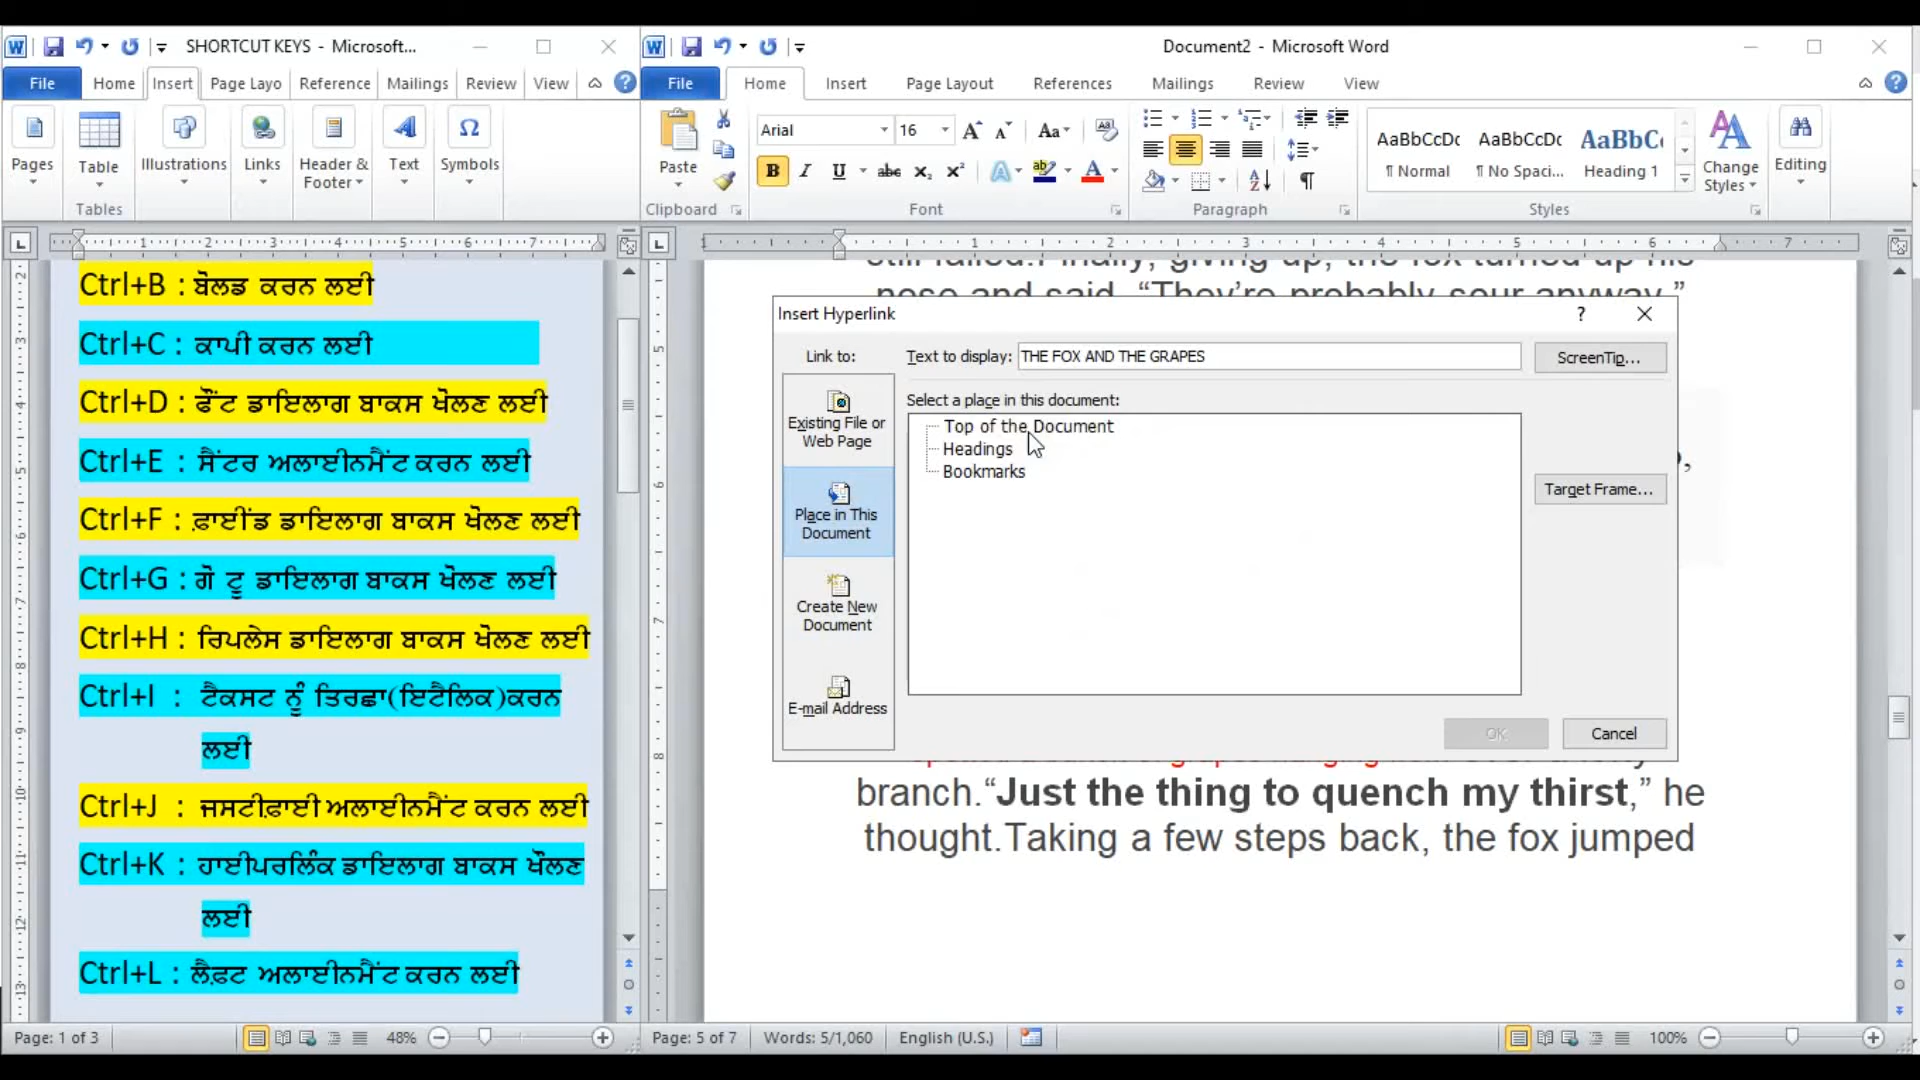 SHORTCUT KEYS - Microsoft...
File Home Insert Page Layo Reference Mailings Review View
Pages
Table
Illustrations
Links
Header & Footer
Text
Symbols
Tables
Ctrl+B : ਬੋਲਡ ਕਰਨ ਲਈ
Ctrl+C : ਕਾਪੀ ਕਰਨ ਲਈ
Ctrl+D : ਫੌਂਟ ਡਾਇਲਾਗ ਬਾਕਸ ਖੋਲਣ ਲਈ
Ctrl+E : ਸੈਂਟਰ ਅਲਾਈਨਮੈਂਟ ਕਰਨ ਲਈ
Ctrl+F : ਫ਼ਾਈਂਡ ਡਾਇਲਾਗ ਬਾਕਸ ਖੋਲਣ ਲਈ
Ctrl+G : ਗੋ ਟੂ ਡਾਇਲਾਗ ਬਾਕਸ ਖੋਲਣ ਲਈ
Ctrl+H : ਰਿਪਲੇਸ ਡਾਇਲਾਗ ਬਾਕਸ ਖੋਲਣ ਲਈ
Ctrl+I : ਟੈਕਸਟ ਨੂੰ ਤਿਰਛਾ(ਇਟੈਲਿਕ)ਕਰਨ
ਲਈ
Ctrl+J : ਜਸਟੀਫ਼ਾਈ ਅਲਾਈਨਮੈਂਟ ਕਰਨ ਲਈ
Ctrl+K : ਹਾਈਪਰਲਿੰਕ ਡਾਇਲਾਗ ਬਾਕਸ ਖੌਲਣ
ਲਈ
Ctrl+L : ਲੈਫ਼ਟ ਅਲਾਈਨਮੈਂਟ ਕਰਨ ਲਈ
Page: 1 of 3 48%
Document2 - Microsoft Word
File Home Insert Page Layout References Mailings Review View
Paste
Clipboard
Arial 16
Font
Paragraph
AaBbCcDc AaBbCcDc AaBbC
¶ Normal ¶ No Spaci... Heading 1
Change Styles
Styles
Editing
still failed.Finally, giving up, the fox turned up his
nose and said, “They’re probably sour anyway.”
Insert Hyperlink
Link to:
Text to display: THE FOX AND THE GRAPES
ScreenTip...
Existing File or
Web Page
Place in This
Document
Create New
Document
E-mail Address
Select a place in this document:
Top of the Document
Headings
Bookmarks
Target Frame...
OK Cancel
branch.“Just the thing to quench my thirst,” he
thought.Taking a few steps back, the fox jumped
Page: 5 of 7 Words: 5/1,060 English (U.S.) 100%